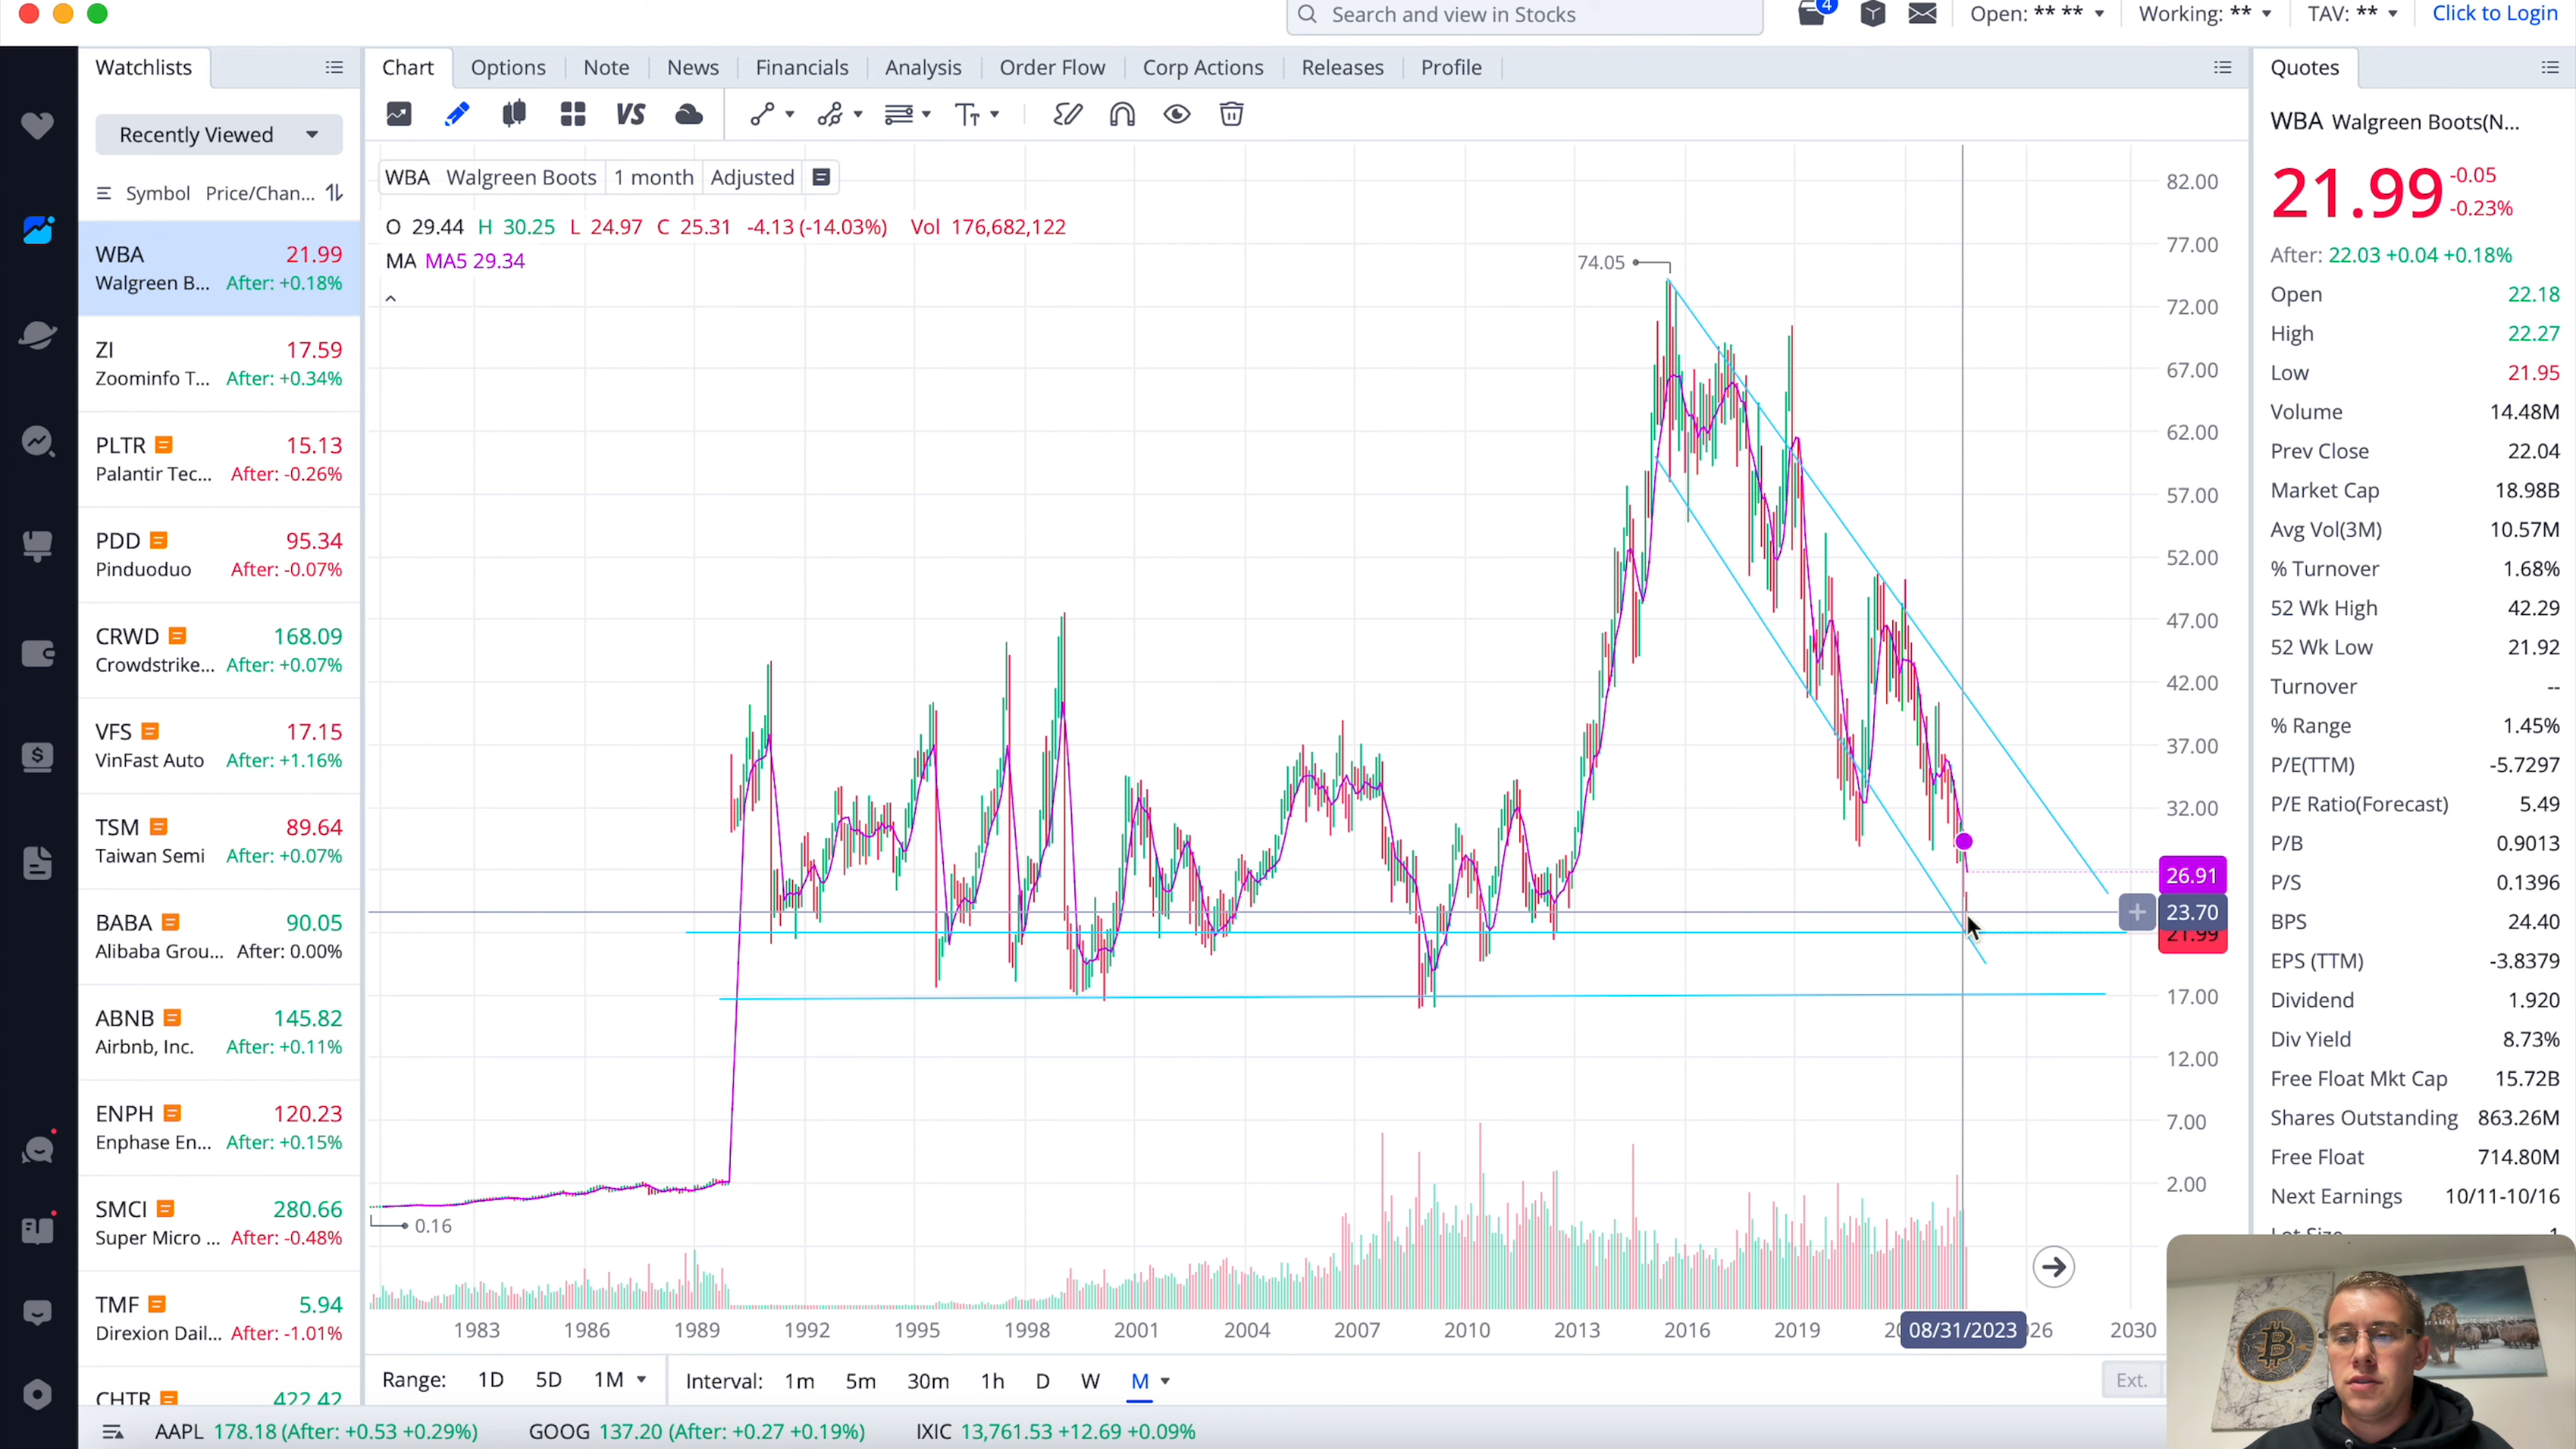 Search and view in Stocks
4
Open: ** **
Working: **
TAV: **
Click to Login
Watchlists
Chart
Options
Note
News
Financials
Analysis
Order Flow
Corp Actions
Releases
Profile
Quotes
Recently Viewed
VS
Symbol Price/Chan...
WBA 21.99
Walgreen B... After: +0.18%
ZI 17.59
Zoominfo T... After: +0.34%
PLTR 15.13
Palantir Tec... After: -0.26%
PDD 95.34
Pinduoduo After: -0.07%
CRWD 168.09
Crowdstrike... After: +0.07%
VFS 17.15
VinFast Auto After: +1.16%
TSM 89.64
Taiwan Semi After: +0.07%
BABA 90.05
Alibaba Grou... After: 0.00%
ABNB 145.82
Airbnb, Inc. After: +0.11%
ENPH 120.23
Enphase En... After: +0.15%
SMCI 280.66
Super Micro ... After: -0.48%
TMF 5.94
Direxion Dail... After: -1.01%
CHTR 422.42
WBA Walgreen Boots 1 month Adjusted
O 29.44 H 30.25 L 24.97 C 25.31 -4.13 (-14.03%) Vol 176,682,122
MA MA5 29.34
74.05
0.16
82.00
77.00
72.00
67.00
62.00
57.00
52.00
47.00
42.00
37.00
32.00
26.91
23.70
21.99
17.00
12.00
7.00
2.00
1983
1986
1989
1992
1995
1998
2001
2004
2007
2010
2013
2016
2019
08/31/2023
26
2030
Range: 1D 5D 1M
Interval: 1m 5m 30m 1h D W M
Ext.
WBA Walgreen Boots(N...
21.99
-0.05
-0.23%
After: 22.03 +0.04 +0.18%
Open 22.18
High 22.27
Low 21.95
Volume 14.48M
Prev Close 22.04
Market Cap 18.98B
Avg Vol(3M) 10.57M
% Turnover 1.68%
52 Wk High 42.29
52 Wk Low 21.92
Turnover --
% Range 1.45%
P/E(TTM) -5.7297
P/E Ratio(Forecast) 5.49
P/B 0.9013
P/S 0.1396
BPS 24.40
EPS (TTM) -3.8379
Dividend 1.920
Div Yield 8.73%
Free Float Mkt Cap 15.72B
Shares Outstanding 863.26M
Free Float 714.80M
Next Earnings 10/11-10/16
AAPL 178.18 (After: +0.53 +0.29%)
GOOG 137.20 (After: +0.27 +0.19%)
IXIC 13,761.53 +12.69 +0.09%